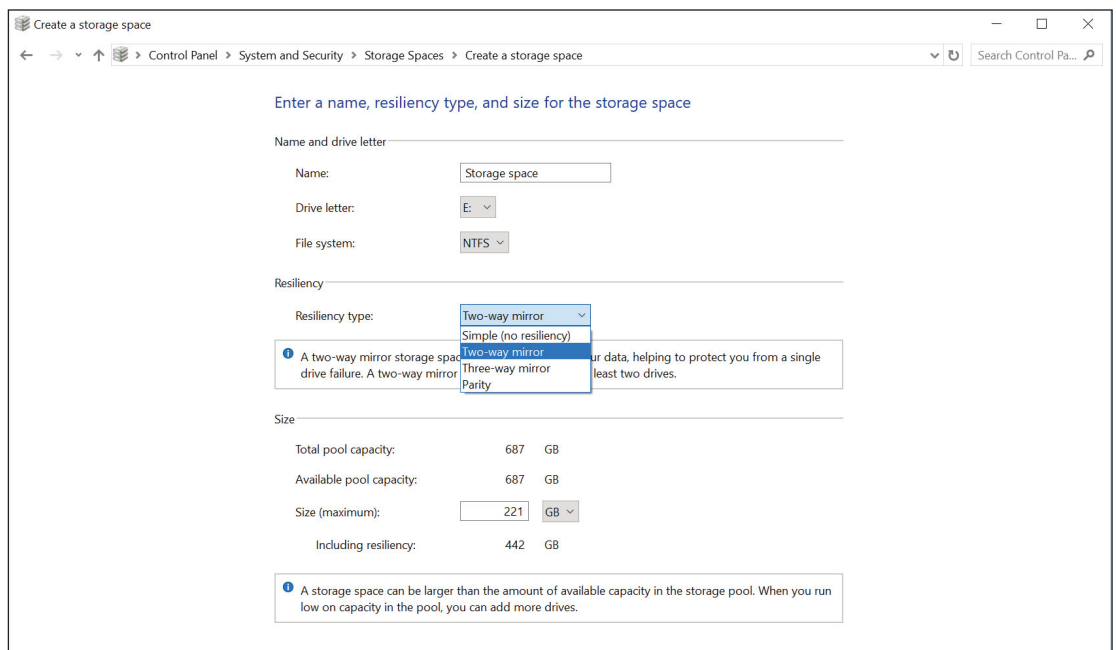 Create a storage space
Control Panel > System and Security > Storage Spaces > Create a storage space
Search Control Pa...
Enter a name, resiliency type, and size for the storage space
Name and drive letter
Name: Storage space
Drive letter: E:
File system: NTFS
Resiliency
Resiliency type: Two-way mirror
Simple (no resiliency)
Two-way mirror
Three-way mirror
Parity
A two-way mirror storage spac ur data, helping to protect you from a single
drive failure. A two-way mirror least two drives.
Size
Total pool capacity: 687 GB
Available pool capacity: 687 GB
Size (maximum): 221 GB
Including resiliency: 442 GB
A storage space can be larger than the amount of available capacity in the storage pool. When you run
low on capacity in the pool, you can add more drives.